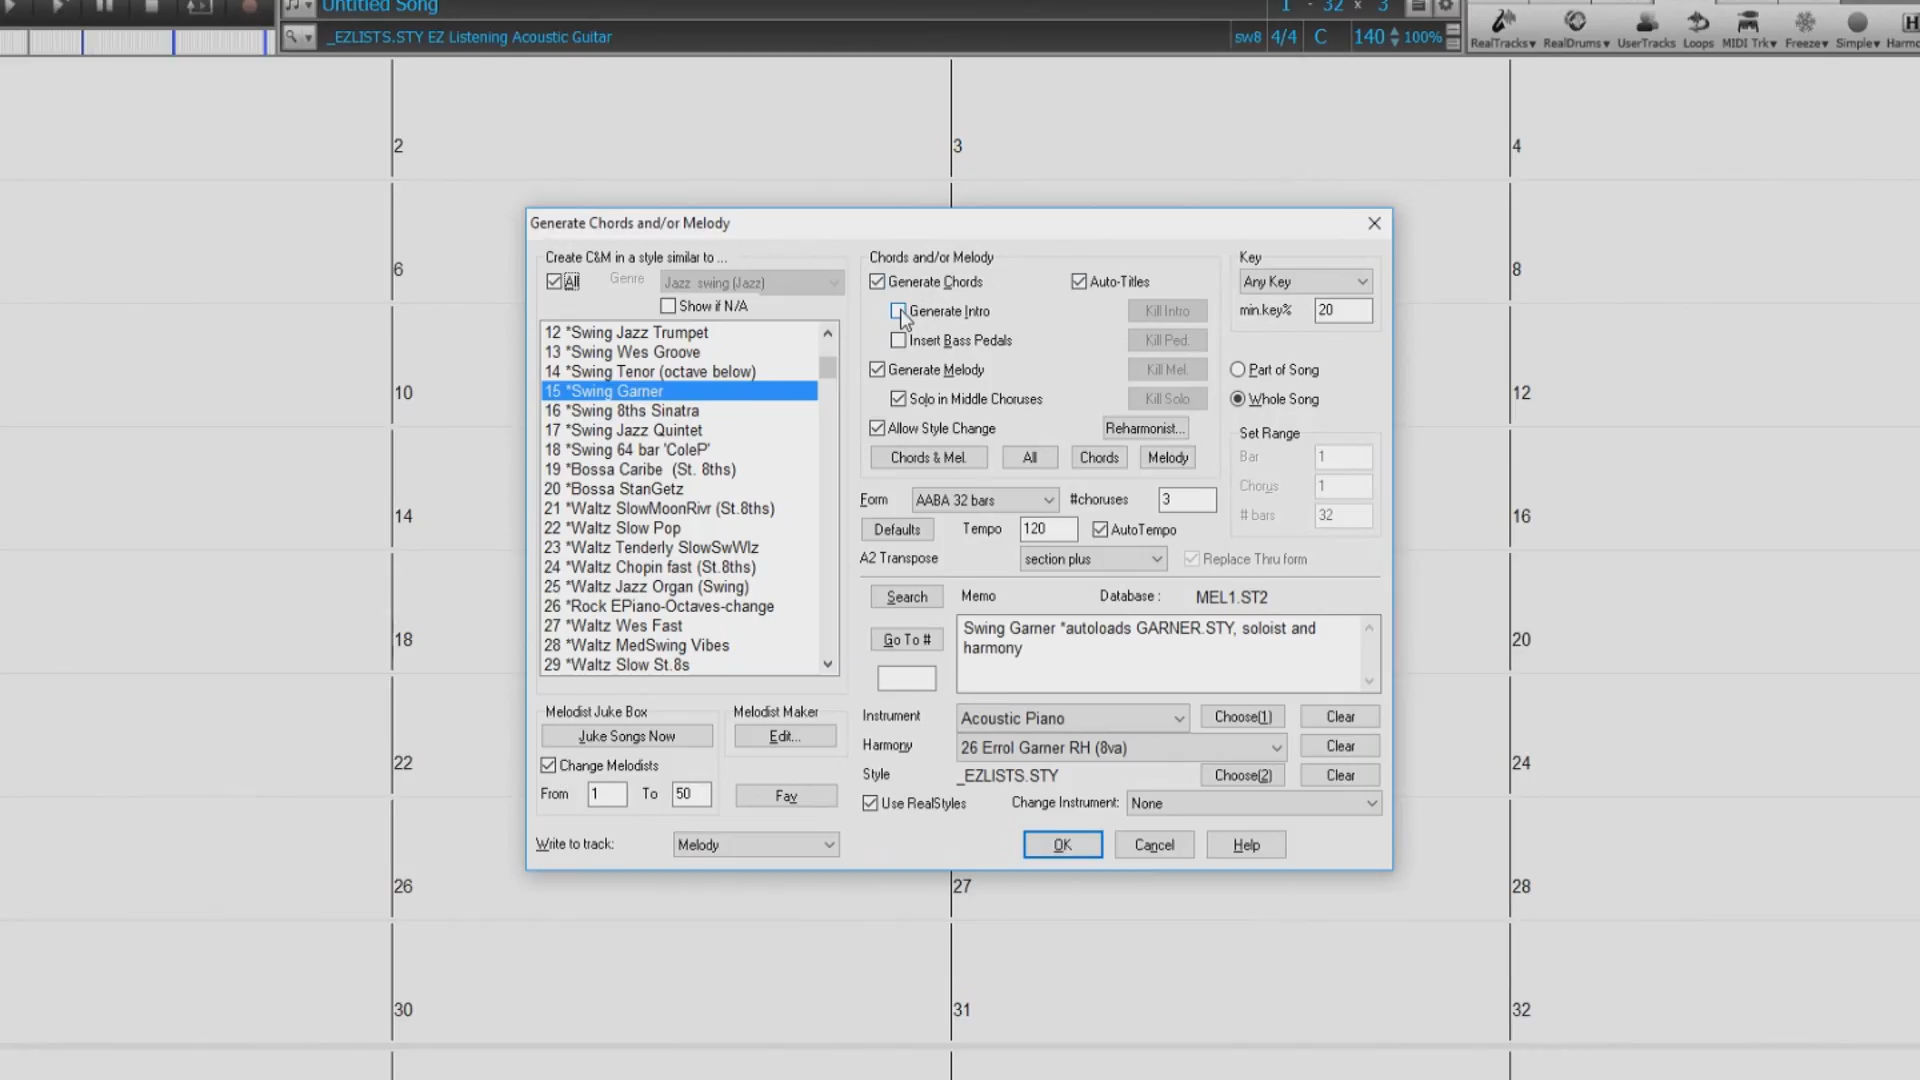 Untitled Song
1 - 32 x 3
_EZLISTS.STY EZ Listening Acoustic Guitar
sw8 4/4 C 140 100%
RealTracks RealDrums UserTracks Loops MIDI Trk Freeze Simple Harmo
2 3 4
6 8
10 12
14 16
18 20
22 24
26 27 28
30 31 32
Generate Chords and/or Melody
Create C&M in a style similar to ...
All Genre Jazz swing (Jazz)
Show if N/A
12 *Swing Jazz Trumpet
13 *Swing Wes Groove
14 *Swing Tenor (octave below)
15 *Swing Garner
16 *Swing 8ths Sinatra
17 *Swing Jazz Quintet
18 *Swing 64 bar 'ColeP'
19 *Bossa Caribe (St. 8ths)
20 *Bossa StanGetz
21 *Waltz SlowMoonRivr (St.8ths)
22 *Waltz Slow Pop
23 *Waltz Tenderly SlowSwWlz
24 *Waltz Chopin fast (St.8ths)
25 *Waltz Jazz Organ (Swing)
26 *Rock EPiano-Octaves-change
27 *Waltz Wes Fast
28 *Waltz MedSwing Vibes
29 *Waltz Slow St.8s
Melodist Juke Box
Juke Songs Now
Change Melodists
From 1 To 50
Melodist Maker
Edit...
Fav
Write to track: Melody
Chords and/or Melody
Generate Chords Auto-Titles
Generate Intro Kill Intro
Insert Bass Pedals Kill Ped.
Generate Melody Kill Mel.
Solo in Middle Choruses Kill Solo
Allow Style Change Reharmonist...
Chords & Mel. All Chords Melody
Key
Any Key
min.key% 20
Part of Song
Whole Song
Set Range
Bar 1
Chorus 1
# bars 32
Form AABA 32 bars #choruses 3
Defaults Tempo 120 AutoTempo
A2 Transpose section plus Replace Thru form
Search Memo Database : MEL1.ST2
Go To #
Swing Garner *autoloads GARNER.STY, soloist and
harmony
Instrument Acoustic Piano Choose(1) Clear
Harmony 26 Errol Garner RH (8va) Clear
Style _EZLISTS.STY Choose(2) Clear
Use RealStyles Change Instrument: None
OK Cancel Help